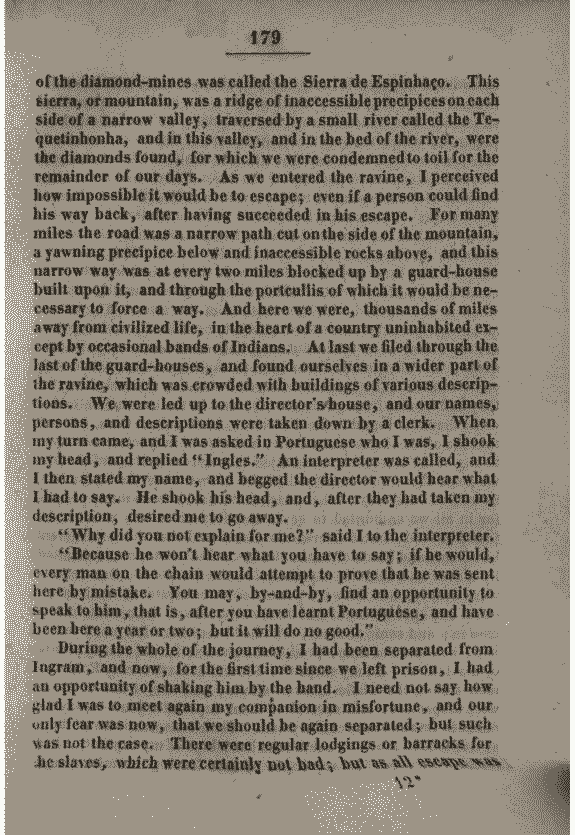 179
of the diamond-mines was called the Sierra de Espinhaço. This
sierra, or mountain, was a ridge of inaccessible precipices on each
side of a narrow valley, traversed by a small river called the Te-
quetinhonha, and in this valley, and in the bed of the river, were
the diamonds found, for which we were condemned to toil for the
remainder of our days. As we entered the ravine, I perceived
how impossible it would be to escape; even if a person could find
his way back, after having succeeded in his escape. For many
miles the road was a narrow path cut on the side of the mountain,
a yawning precipice below and inaccessible rocks above, and this
narrow way was at every two miles blocked up by a guard-house
built upon it, and through the portcullis of which it would be ne-
cessary to force a way. And here we were, thousands of miles
away from civilized life, in the heart of a country uninhabited ex-
cept by occasional bands of Indians. At last we filed through the
last of the guard-houses, and found ourselves in a wider part of
the ravine, which was crowded with buildings of various descrip-
tions. We were led up to the director's house, and our names,
persons, and descriptions were taken down by a clerk. When
my turn came, and I was asked in Portuguese who I was, I shook
my head, and replied "Ingles." An interpreter was called, and
I then stated my name, and begged the director would hear what
I had to say. He shook his head, and, after they had taken my
description, desired me to go away.
"Why did you not explain for me?" said I to the interpreter.
"Because he won't hear what you have to say; if he would,
every man on the chain would attempt to prove that he was sent
here by mistake. You may, by-and-by, find an opportunity to
speak to him, that is, after you have learnt Portuguese, and have
been here a year or two; but it will do no good."
During the whole of the journey, I had been separated from
Ingram, and now, for the first time since we left prison, I had
an opportunity of shaking him by the hand. I need not say how
glad I was to meet again my companion in misfortune, and our
only fear was now, that we should be again separated; but such
was not the case. There were regular lodgings or barracks for
he slaves, which were certainly not bad; but as all escape was
12*